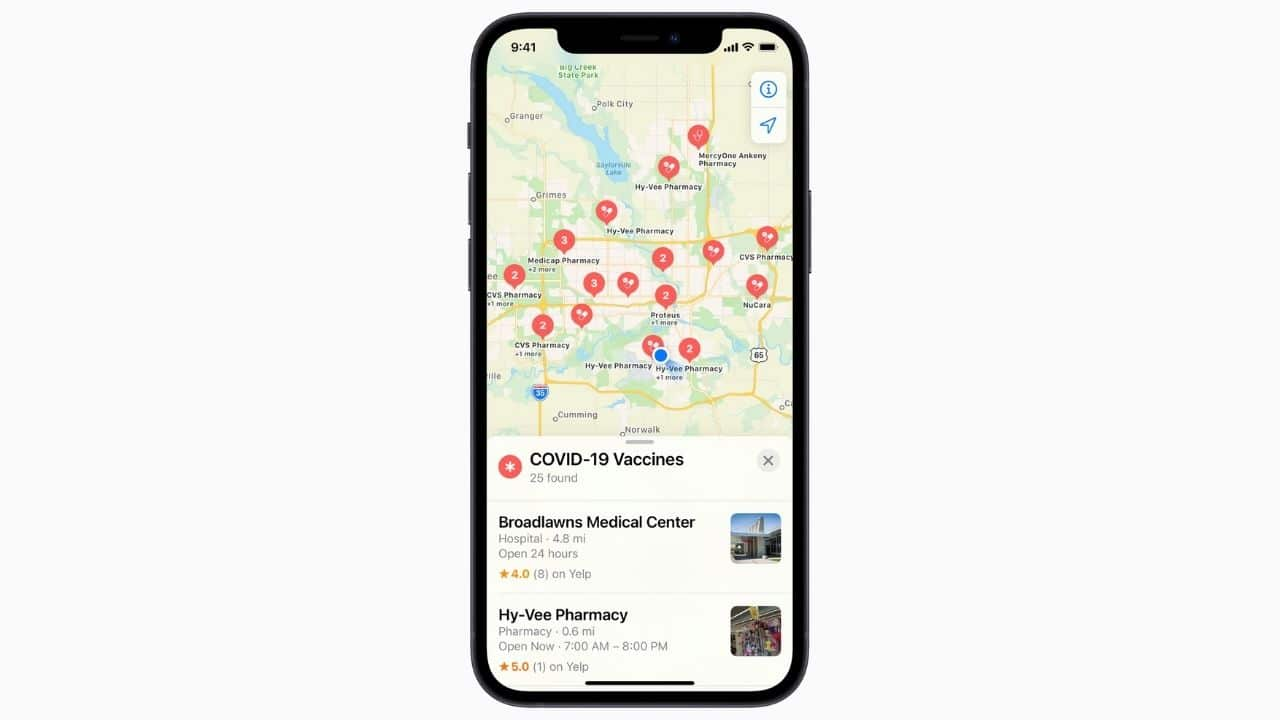 9:41
Big Creek
State Park
Polk City
Granger
MercyOne Ankeny
Pharmacy
Saylorville
Lake
Hy-Vee Pharmacy
Grimes
Hy-Vee Pharmacy
3
CVS Pharmacy
Medicap Pharmacy
+2 more
2
2
CVS Pharmacy
+1 more
3
2
NuCara
Proteus
+1 more
2
CVS Pharmacy
+1 more
2
65
Hy-Vee Pharmacy
Hy-Vee Pharmacy
+1 more
ille
35
Cumming
Norwalk
COVID-19 Vaccines
25 found
Broadlawns Medical Center
Hospital · 4.8 mi
Open 24 hours
★4.0 (8) on Yelp
Hy-Vee Pharmacy
Pharmacy · 0.6 mi
Open Now · 7:00 AM – 8:00 PM
★5.0 (1) on Yelp